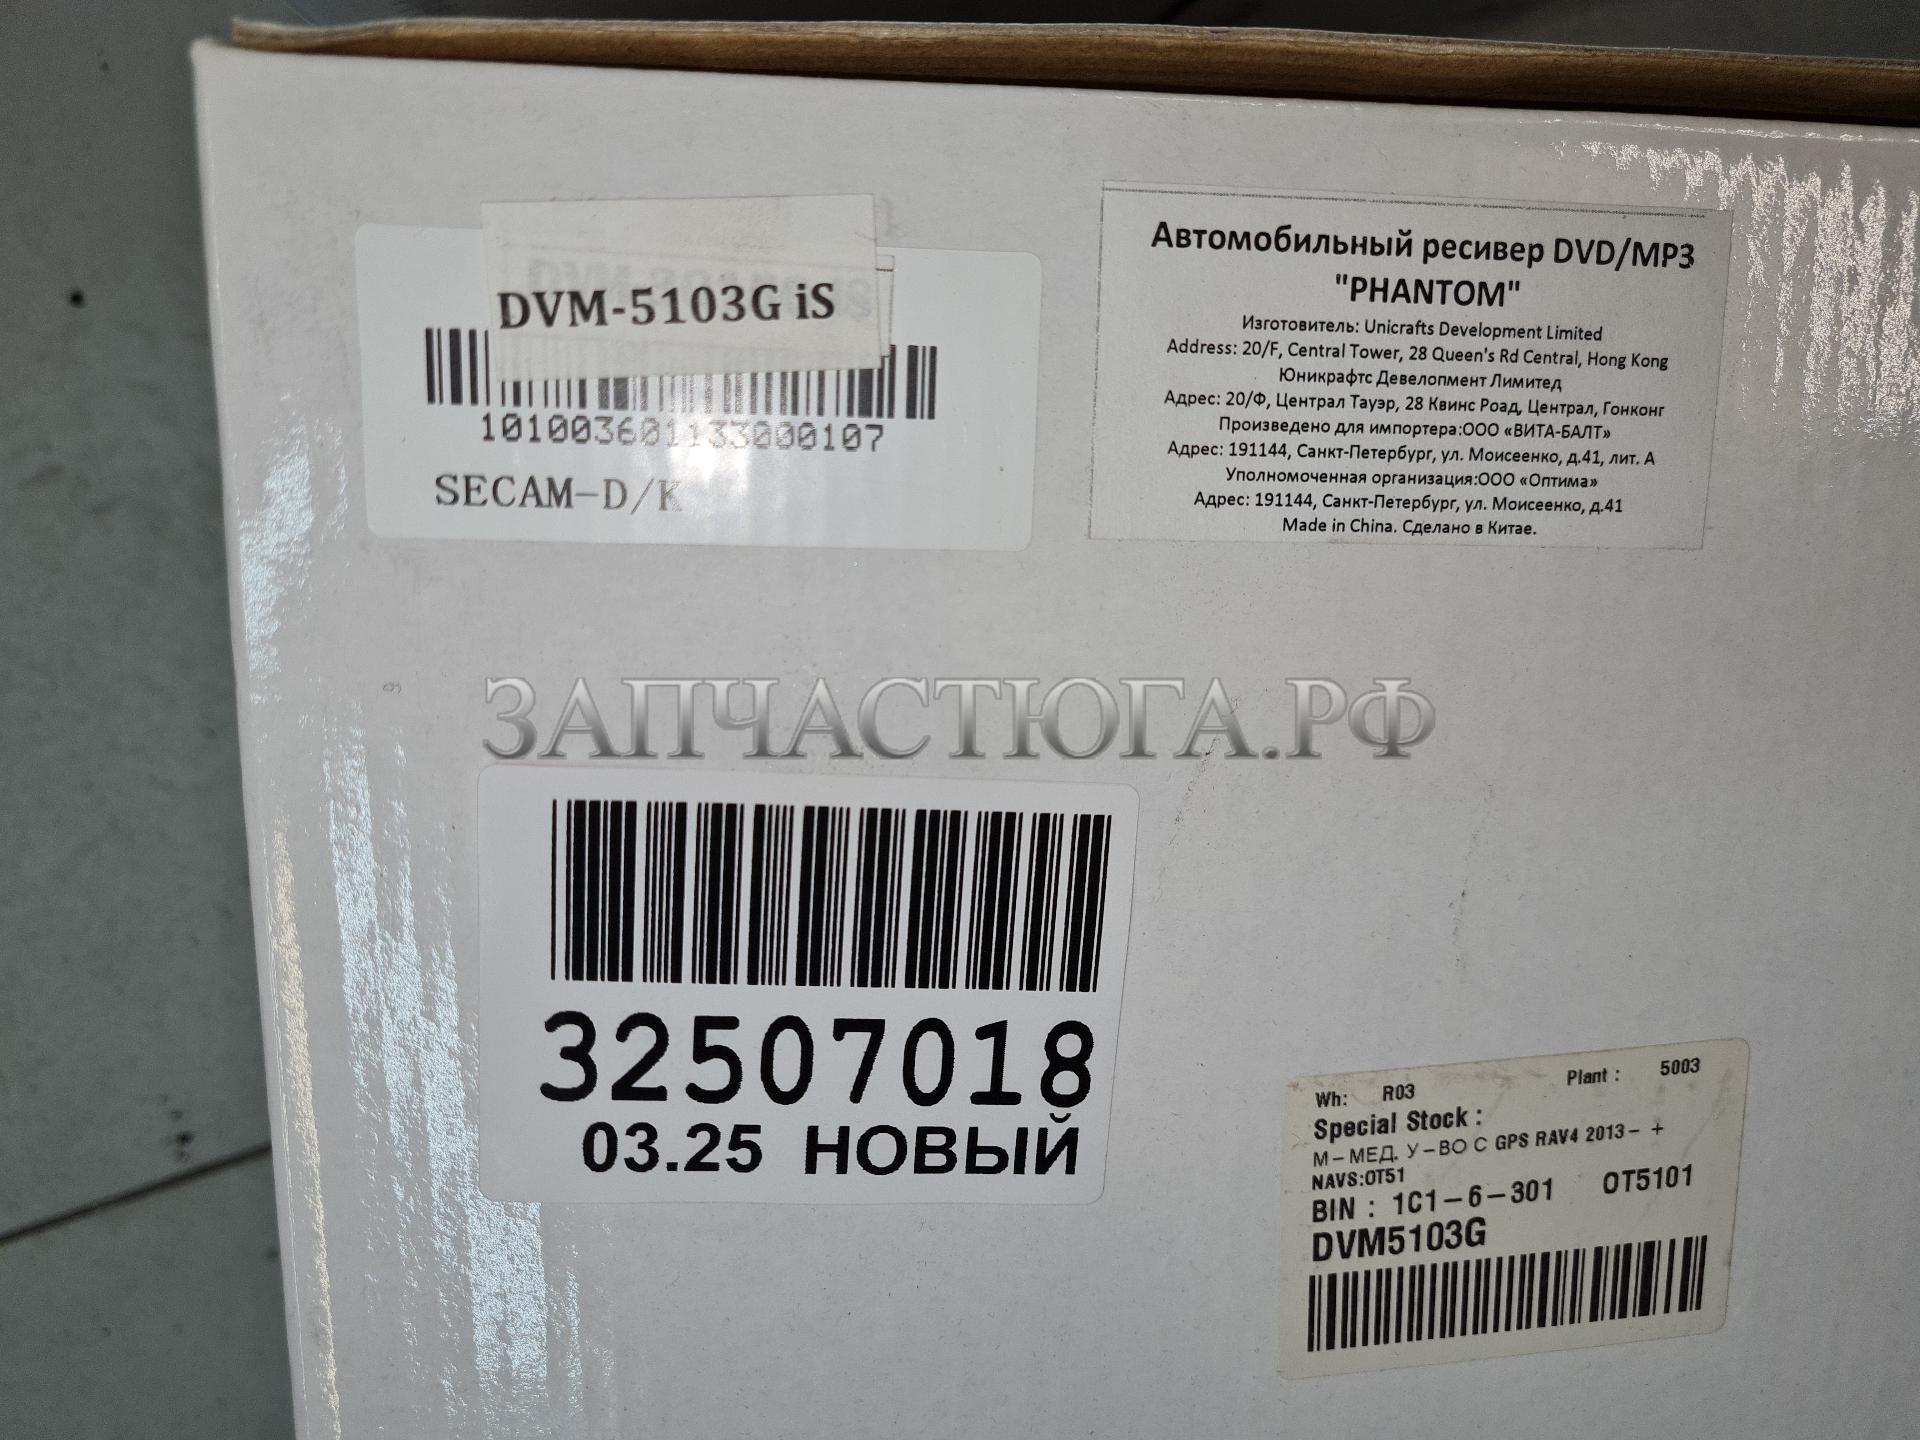 DVM-5103G iS
101003601133000107
SECAM-D/K
Автомобильный ресивер DVD/MP3
"PHANTOM"
Изготовитель: Unicrafts Development Limited
Address: 20/F, Central Tower, 28 Queen's Rd Central, Hong Kong
Юникрафтс Девелопмент Лимитед
Адрес: 20/Ф, Централ Тауэр, 28 Квинс Роад, Централ, Гонконг
Произведено для импортера:ООО «ВИТА-БАЛТ»
Адрес: 191144, Санкт-Петербург, ул. Моисеенко, д.41, лит. А
Уполномоченная организация:ООО «Оптима»
Адрес: 191144, Санкт-Петербург, ул. Моисеенко, д.41
Made in China. Сделано в Китае.
ЗАПЧАСТЮГА.РФ
32507018
03.25 НОВЫЙ
Wh: R03 Plant : 5003
Special Stock :
М-МЕД. У-ВО С GPS RAV4 2013- +
NAVS:OT51
BIN : 1C1-6-301 OT5101
DVM5103G